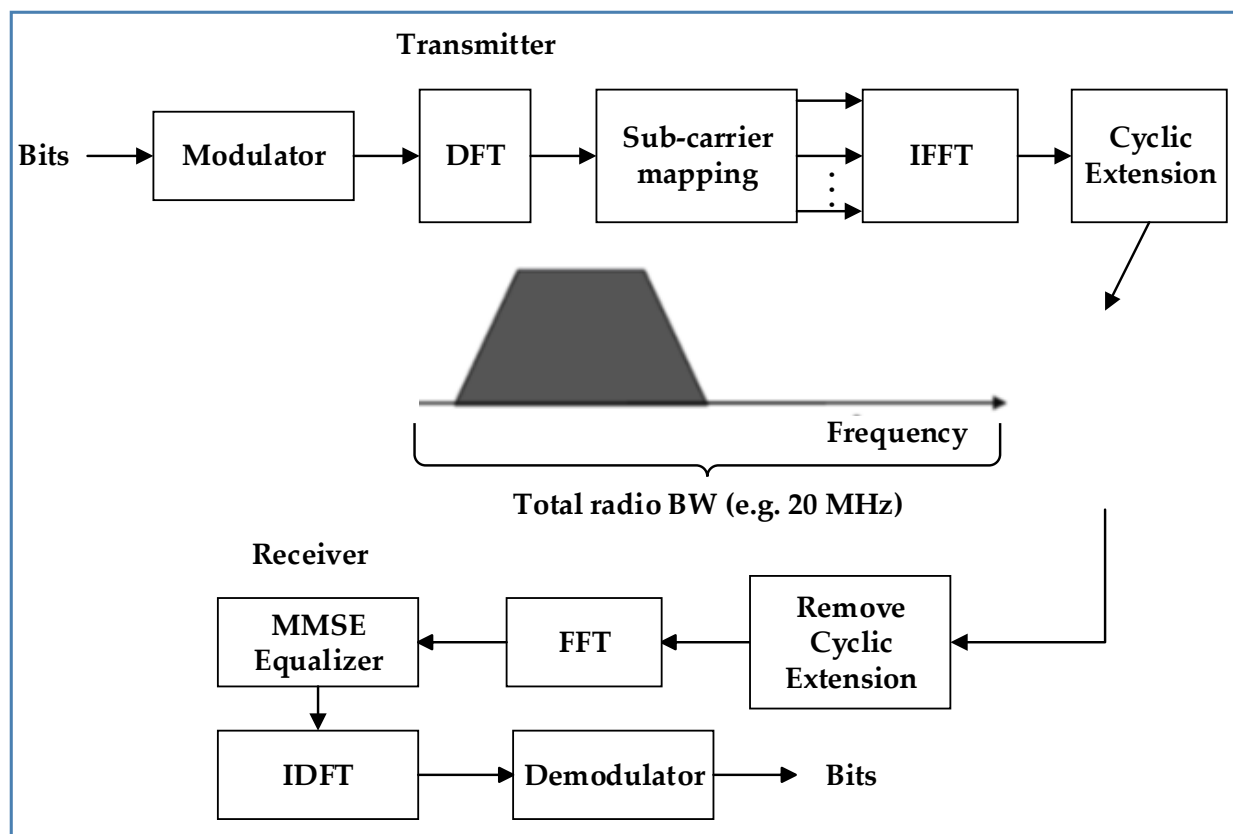 Transmitter
Bits
Modulator
DFT
Sub-carrier
mapping
IFFT
Cyclic
Extension
Frequency
Total radio BW (e.g. 20 MHz)
Receiver
MMSE
Equalizer
FFT
Remove
Cyclic
Extension
IDFT
Demodulator
Bits